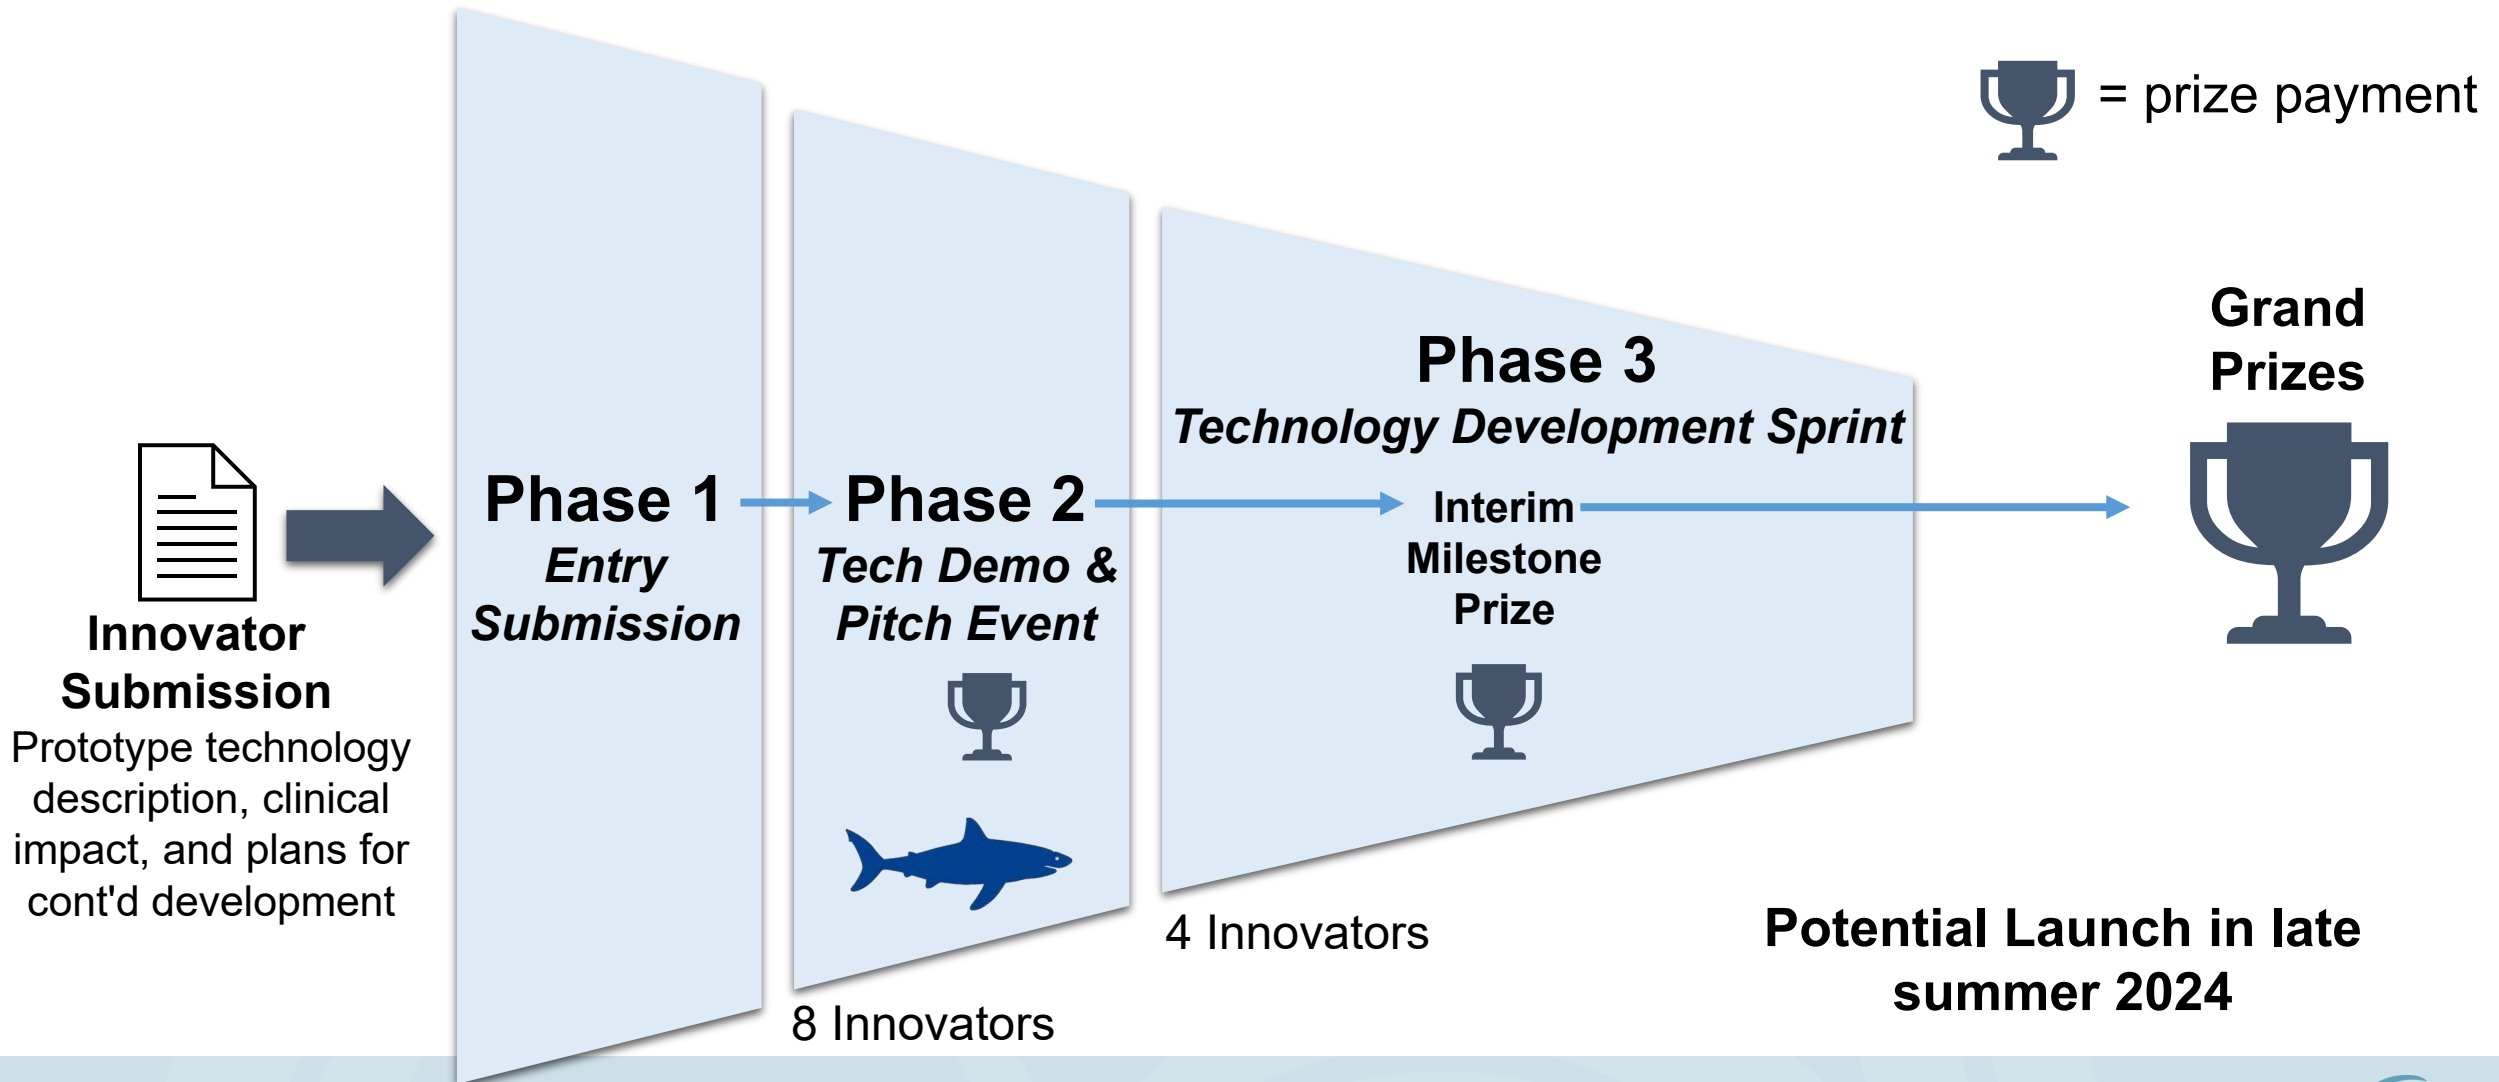 = prize payment
Innovator
Submission
Prototype technology
description, clinical
impact, and plans for
cont'd development
Phase 1
Entry
Submission
Phase 2
Tech Demo &
Pitch Event
8 Innovators
Phase 3
Technology Development Sprint
Interim
Milestone
Prize
4 Innovators
Grand
Prizes
Potential Launch in late
summer 2024